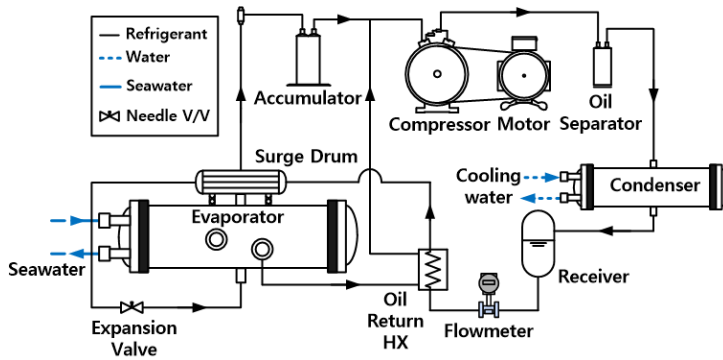 Refrigerant
Water
Seawater
Needle V/V
Accumulator
Compressor
Motor
Oil
Separator
Surge Drum
Evaporator
Cooling
water
Condenser
Seawater
Receiver
Oil
Return
HX
Flowmeter
Expansion
Valve